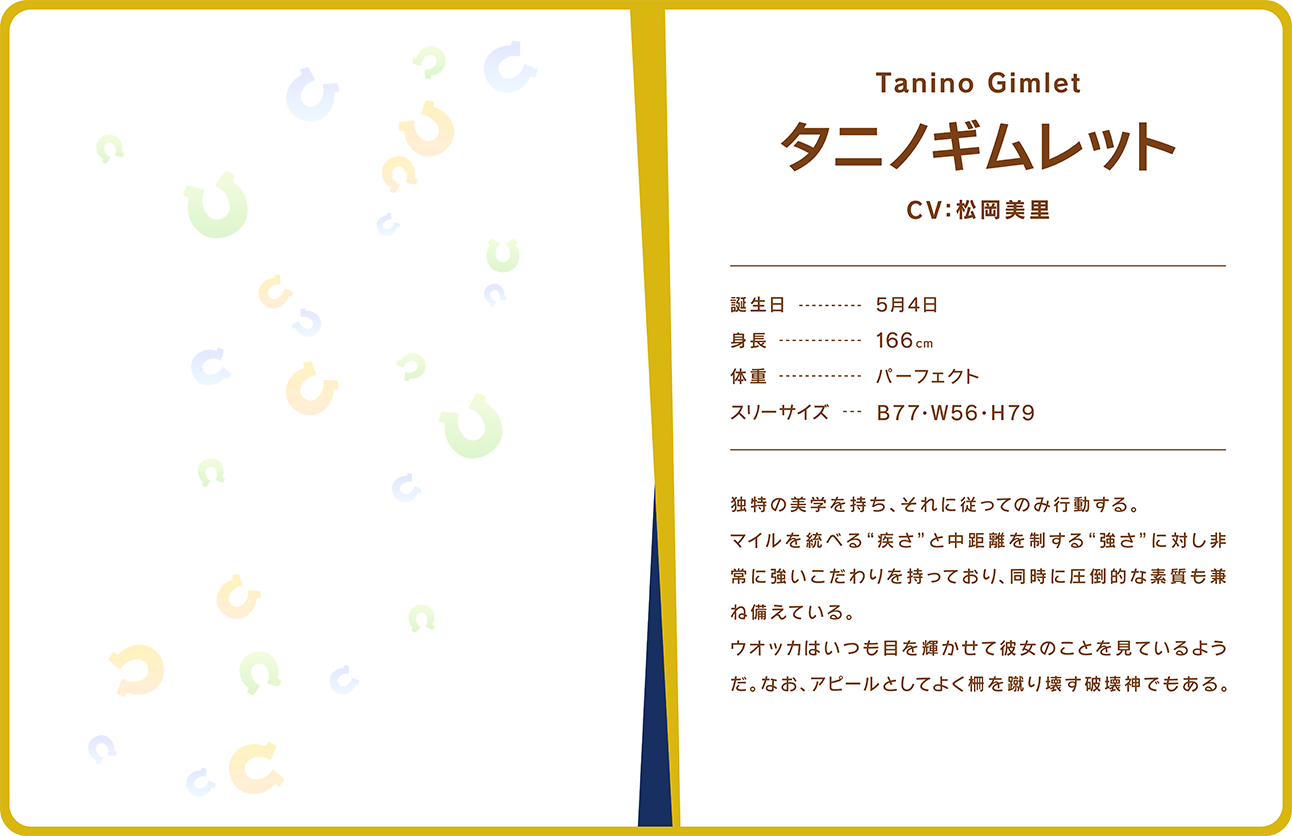 Tanino Gimlet
タニノギムレット
CV:松岡美里
誕生日 ---------- 5月4日
身長 ------------- 166cm
体重 ------------- パーフェクト
スリーサイズ --- B77・W56・H79
独特の美学を持ち、それに従ってのみ行動する。
マイルを統べる“疾さ”と中距離を制する“強さ”に対し非
常に強いこだわりを持っており、同時に圧倒的な素質も兼
ね備えている。
ウオッカはいつも目を輝かせて彼女のことを見ているよう
だ。なお、アピールとしてよく柵を蹴り壊す破壊神でもある。